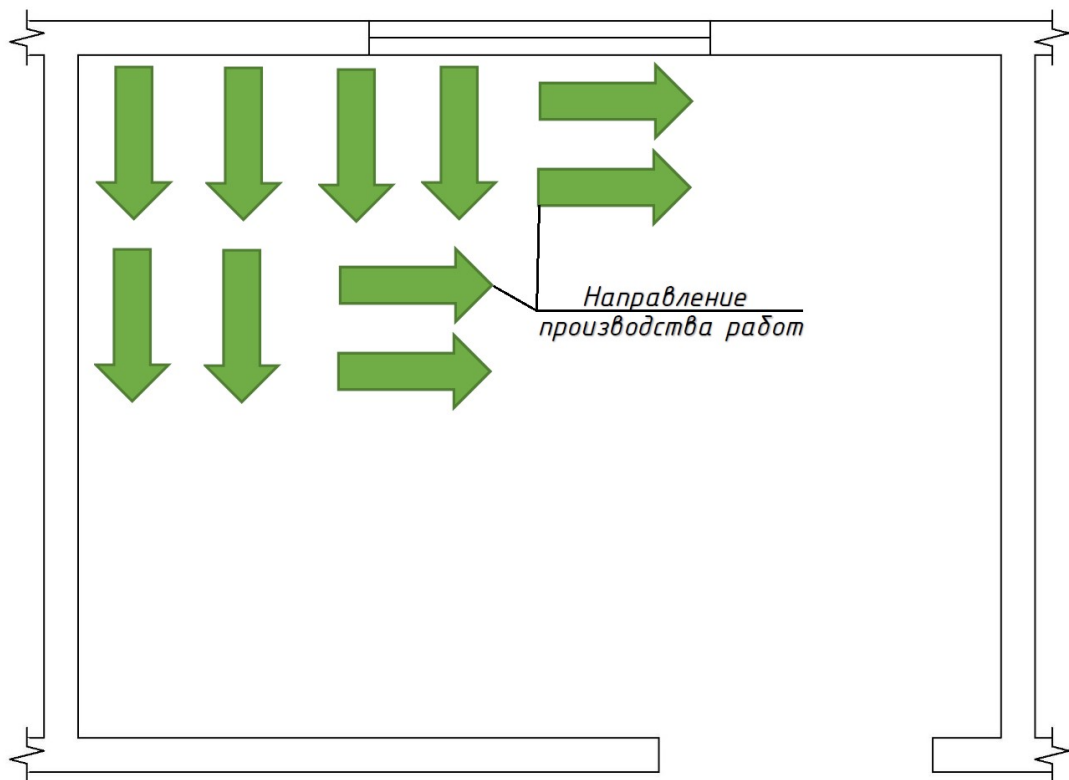 Направление
производства работ